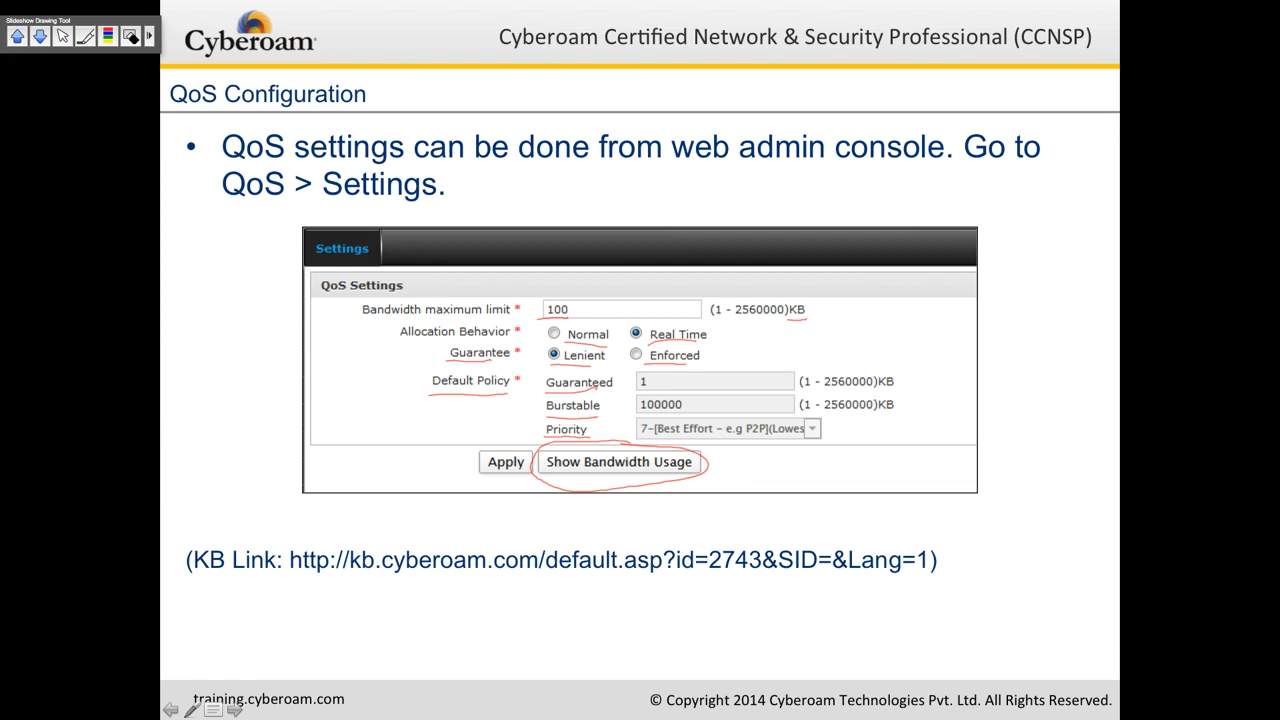 Slideshow Drawing Tool
Cyberoam
Cyberoam Certified Network & Security Professional (CCNSP)
QoS Configuration
• QoS settings can be done from web admin console. Go to
QoS > Settings.
Settings
QoS Settings
Bandwidth maximum limit * 100 (1 - 2560000)KB
Allocation Behavior * Normal Real Time
Guarantee * Lenient Enforced
Default Policy * Guaranteed 1 (1 - 2560000)KB
Burstable 100000 (1 - 2560000)KB
Priority 7-[Best Effort - e.g P2P](Lowes
Apply Show Bandwidth Usage
(KB Link: http://kb.cyberoam.com/default.asp?id=2743&SID=&Lang=1)
training.cyberoam.com © Copyright 2014 Cyberoam Technologies Pvt. Ltd. All Rights Reserved.